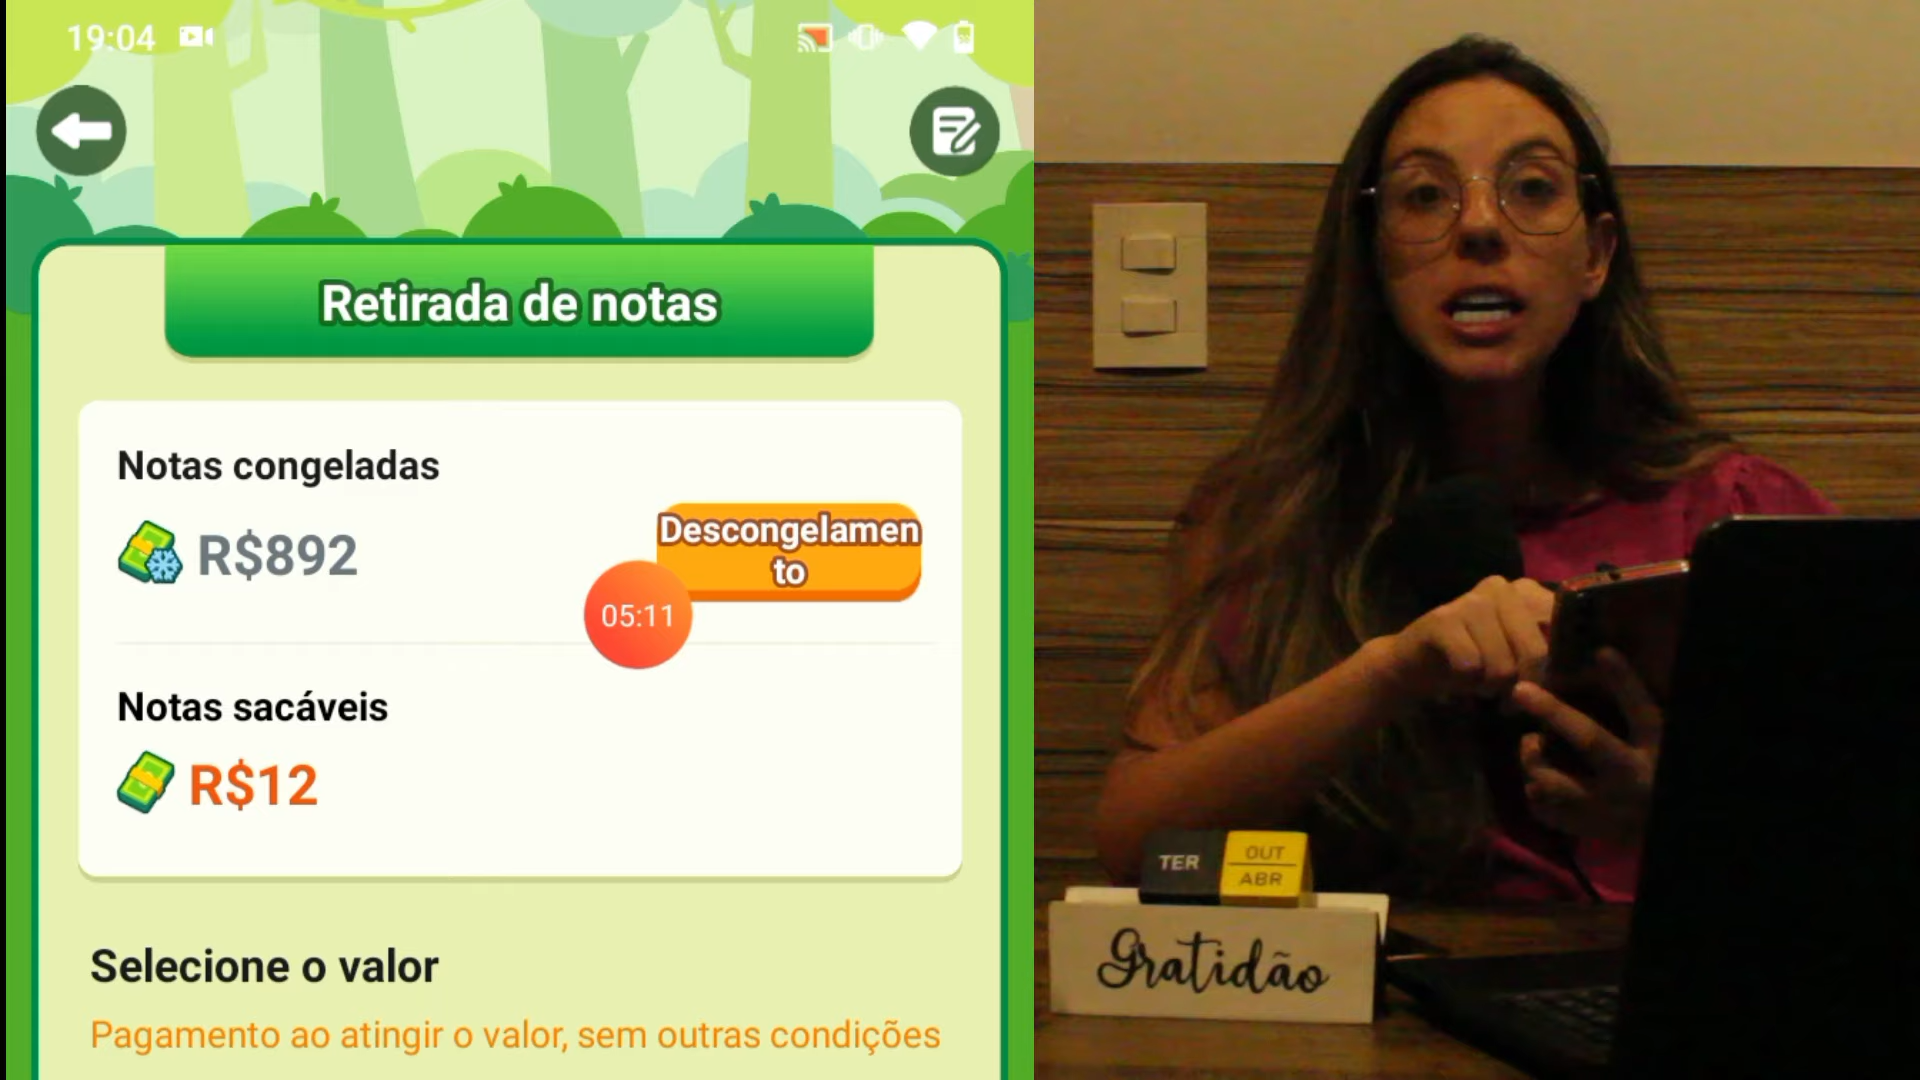 19:04
Retirada de notas
Notas congeladas
R$892
Descongelamen
to
05:11
Notas sacáveis
R$12
Selecione o valor
Pagamento ao atingir o valor, sem outras condições
TER
OUT
ABR
Gratidão